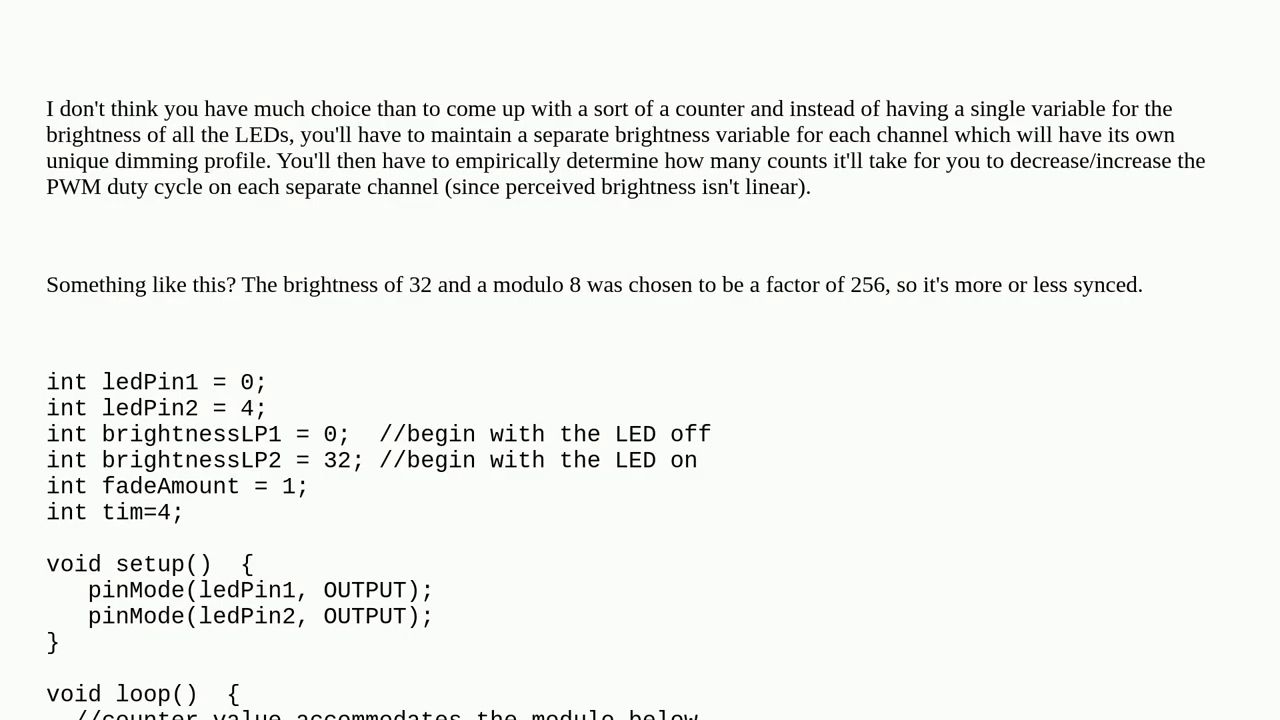 I don't think you have much choice than to come up with a sort of a counter and instead of having a single variable for the
brightness of all the LEDs, you'll have to maintain a separate brightness variable for each channel which will have its own
unique dimming profile. You'll then have to empirically determine how many counts it'll take for you to decrease/increase the
PWM duty cycle on each separate channel (since perceived brightness isn't linear).
Something like this? The brightness of 32 and a modulo 8 was chosen to be a factor of 256, so it's more or less synced.
int ledPin1 = 0;
int ledPin2 = 4;
int brightnessLP1 = 0;  //begin with the LED off
int brightnessLP2 = 32; //begin with the LED on
int fadeAmount = 1;
int tim=4;
void setup()  {
   pinMode(ledPin1, OUTPUT);
   pinMode(ledPin2, OUTPUT);
}
void loop()  {
  //counter value accommodates the modulo below